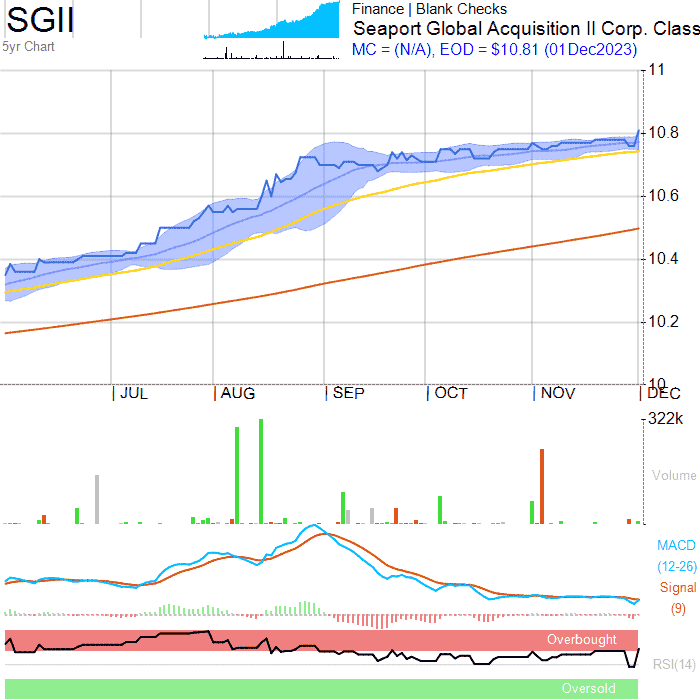 SGII
5yr Chart
Finance | Blank Checks
Seaport Global Acquisition II Corp. Class
MC = (N/A), EOD = $10.81 (01Dec2023)
11
10.8
10.6
10.4
10.2
10
JUL
AUG
SEP
OCT
NOV
DEC
322k
Volume
MACD
(12-26)
Signal
(9)
Overbought
RSI(14)
Oversold